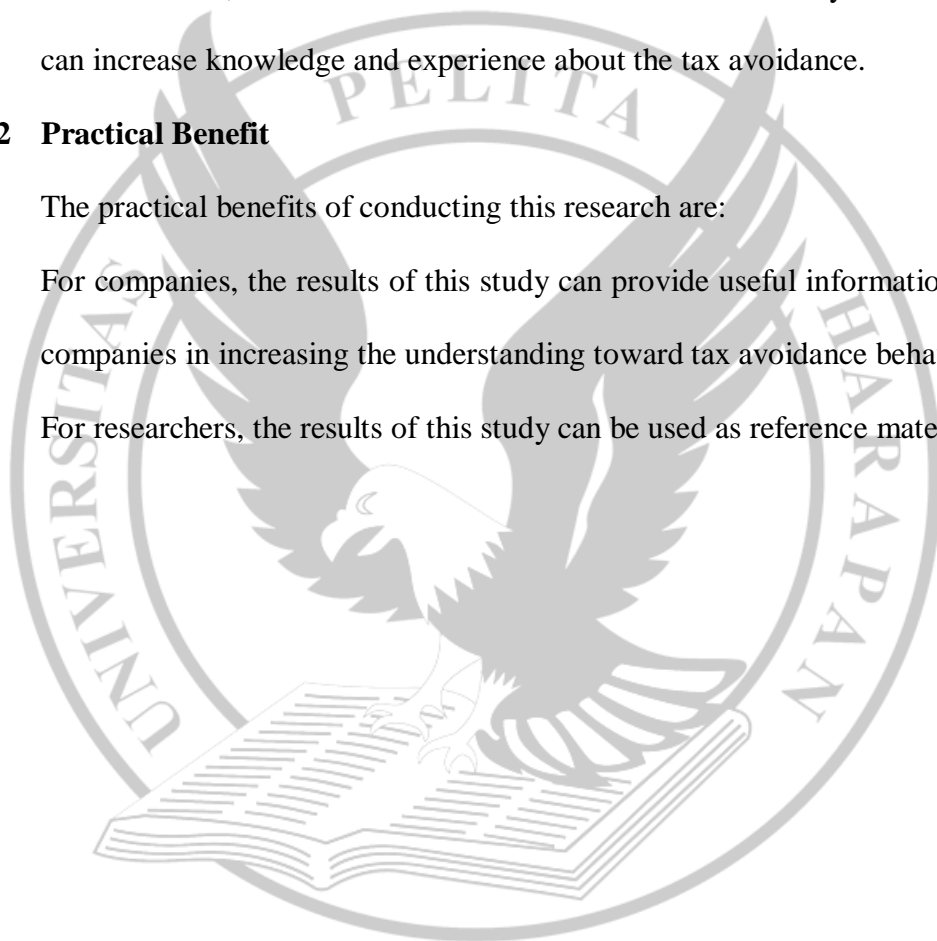 can increase knowledge and experience about the tax avoidance.
2 Practical Benefit
The practical benefits of conducting this research are:
For companies, the results of this study can provide useful informatio
companies in increasing the understanding toward tax avoidance beha
For researchers, the results of this study can be used as reference mate
UNIVERSITAS PELITA HARAPAN